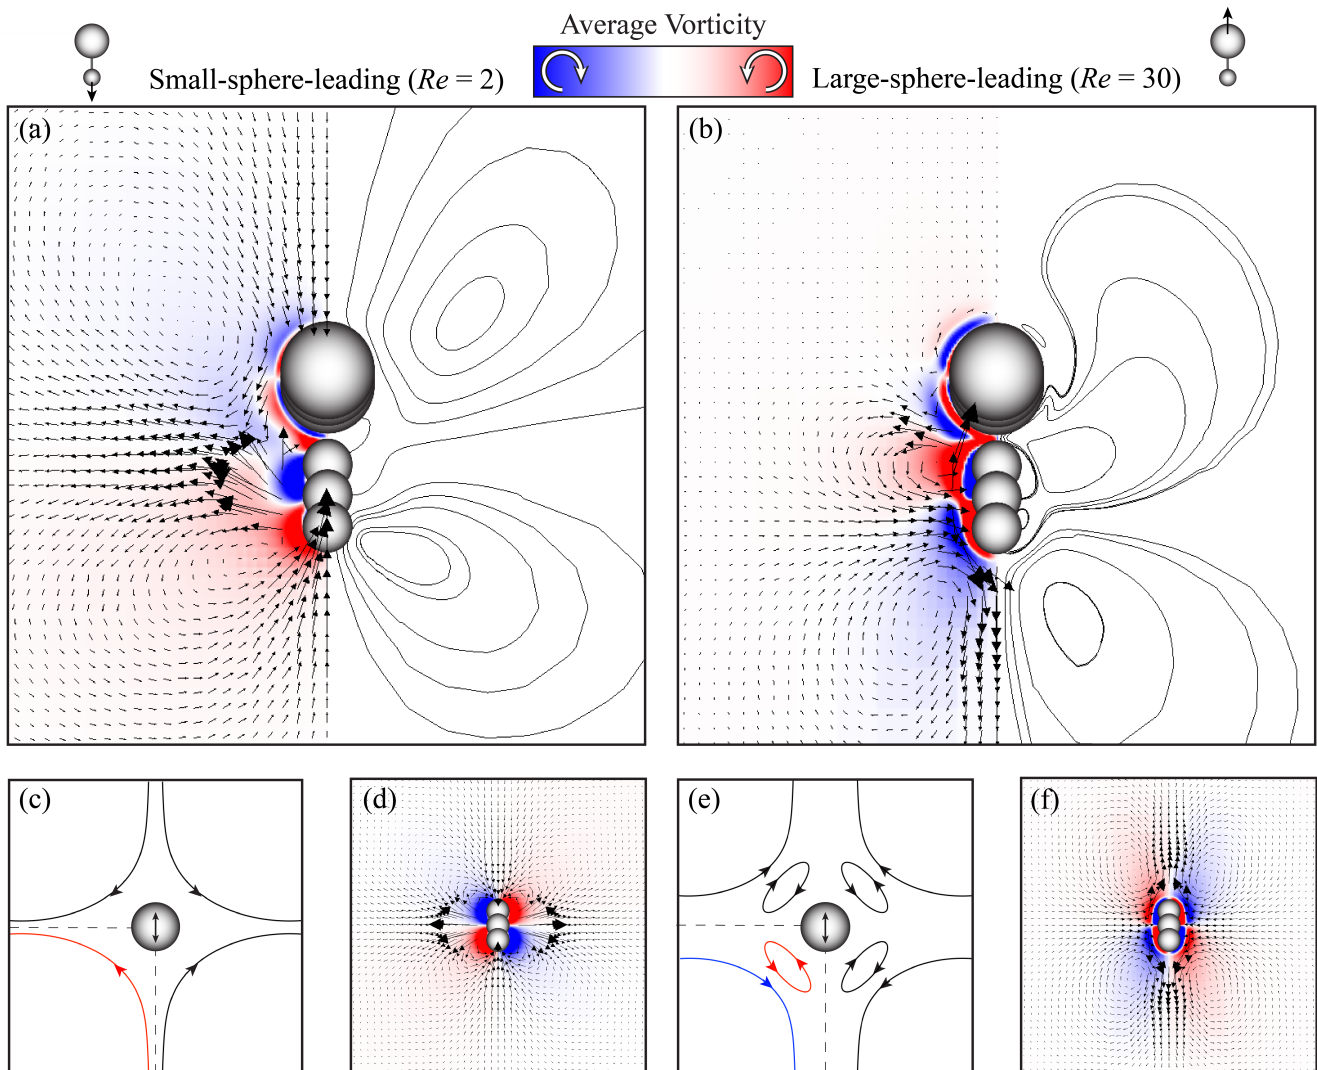 Average Vorticity
Small-sphere-leading (Re = 2)
Large-sphere-leading (Re = 30)
(a)
(b)
(c)
(d)
(e)
(f)